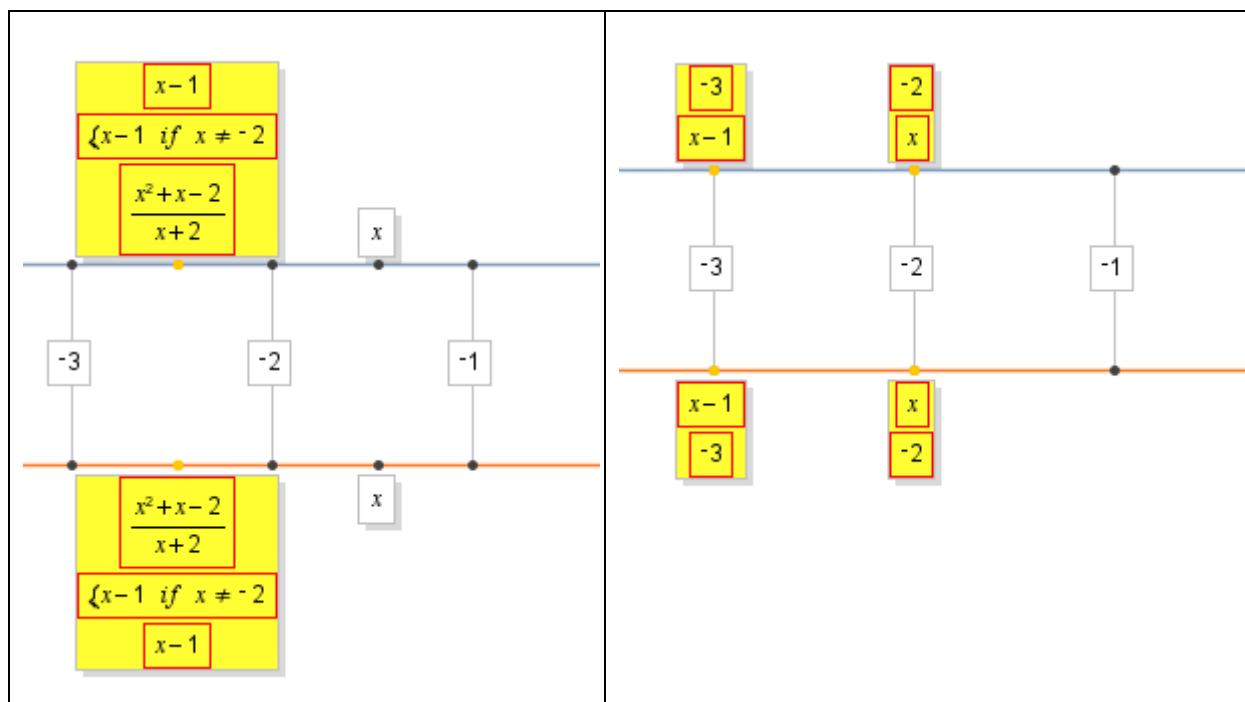 x – 1
{x – 1 if x ≠ ⁻2
x² + x – 2
x + 2
x
⁻3
⁻2
⁻1
x² + x – 2
x + 2
x
{x – 1 if x ≠ ⁻2
x – 1
⁻3
⁻2
x – 1
x
⁻3
⁻2
⁻1
x – 1
x
⁻3
⁻2